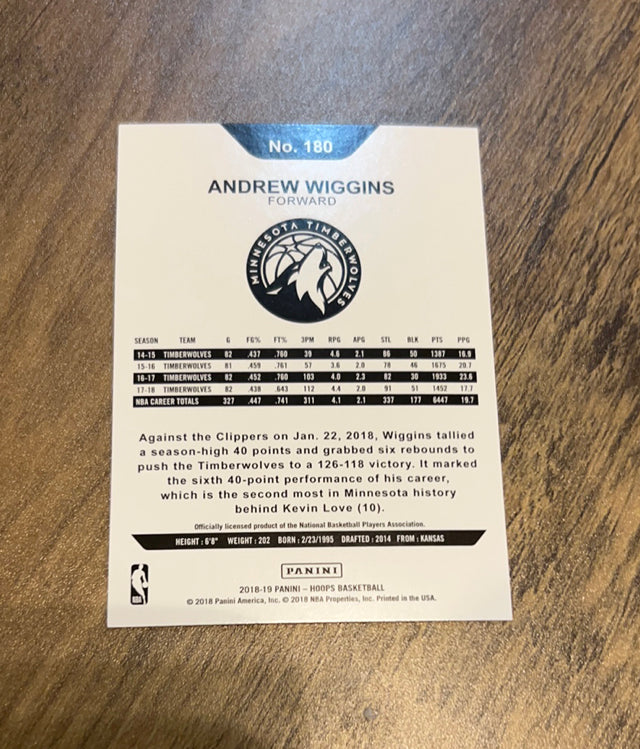 No. 180
ANDREW WIGGINS
FORWARD
MINNESOTA TIMBERWOLVES
SEASON TEAM G FG% FT% 3PM RPG APG STL BLK PTS PPG
14-15 TIMBERWOLVES 82 .437 .760 39 4.6 2.1 86 50 1387 16.9
15-16 TIMBERWOLVES 81 .459 .761 57 3.6 2.0 78 46 1675 20.7
16-17 TIMBERWOLVES 82 .452 .760 103 4.0 2.3 82 30 1933 23.6
17-18 TIMBERWOLVES 82 .438 .643 112 4.4 2.0 91 51 1452 17.7
NBA CAREER TOTALS 327 .447 .741 311 4.1 2.1 337 177 6447 19.7
Against the Clippers on Jan. 22, 2018, Wiggins tallied
a season-high 40 points and grabbed six rebounds to
push the Timberwolves to a 126-118 victory. It marked
the sixth 40-point performance of his career,
which is the second most in Minnesota history
behind Kevin Love (10).
Officially licensed product of the National Basketball Players Association.
HEIGHT : 6'8" WEIGHT : 202 BORN : 2/23/1995 DRAFTED : 2014 FROM : KANSAS
PANINI
2018-19 PANINI – HOOPS BASKETBALL
© 2018 Panini America, Inc. © 2018 NBA Properties, Inc. Printed in the USA.
NBA